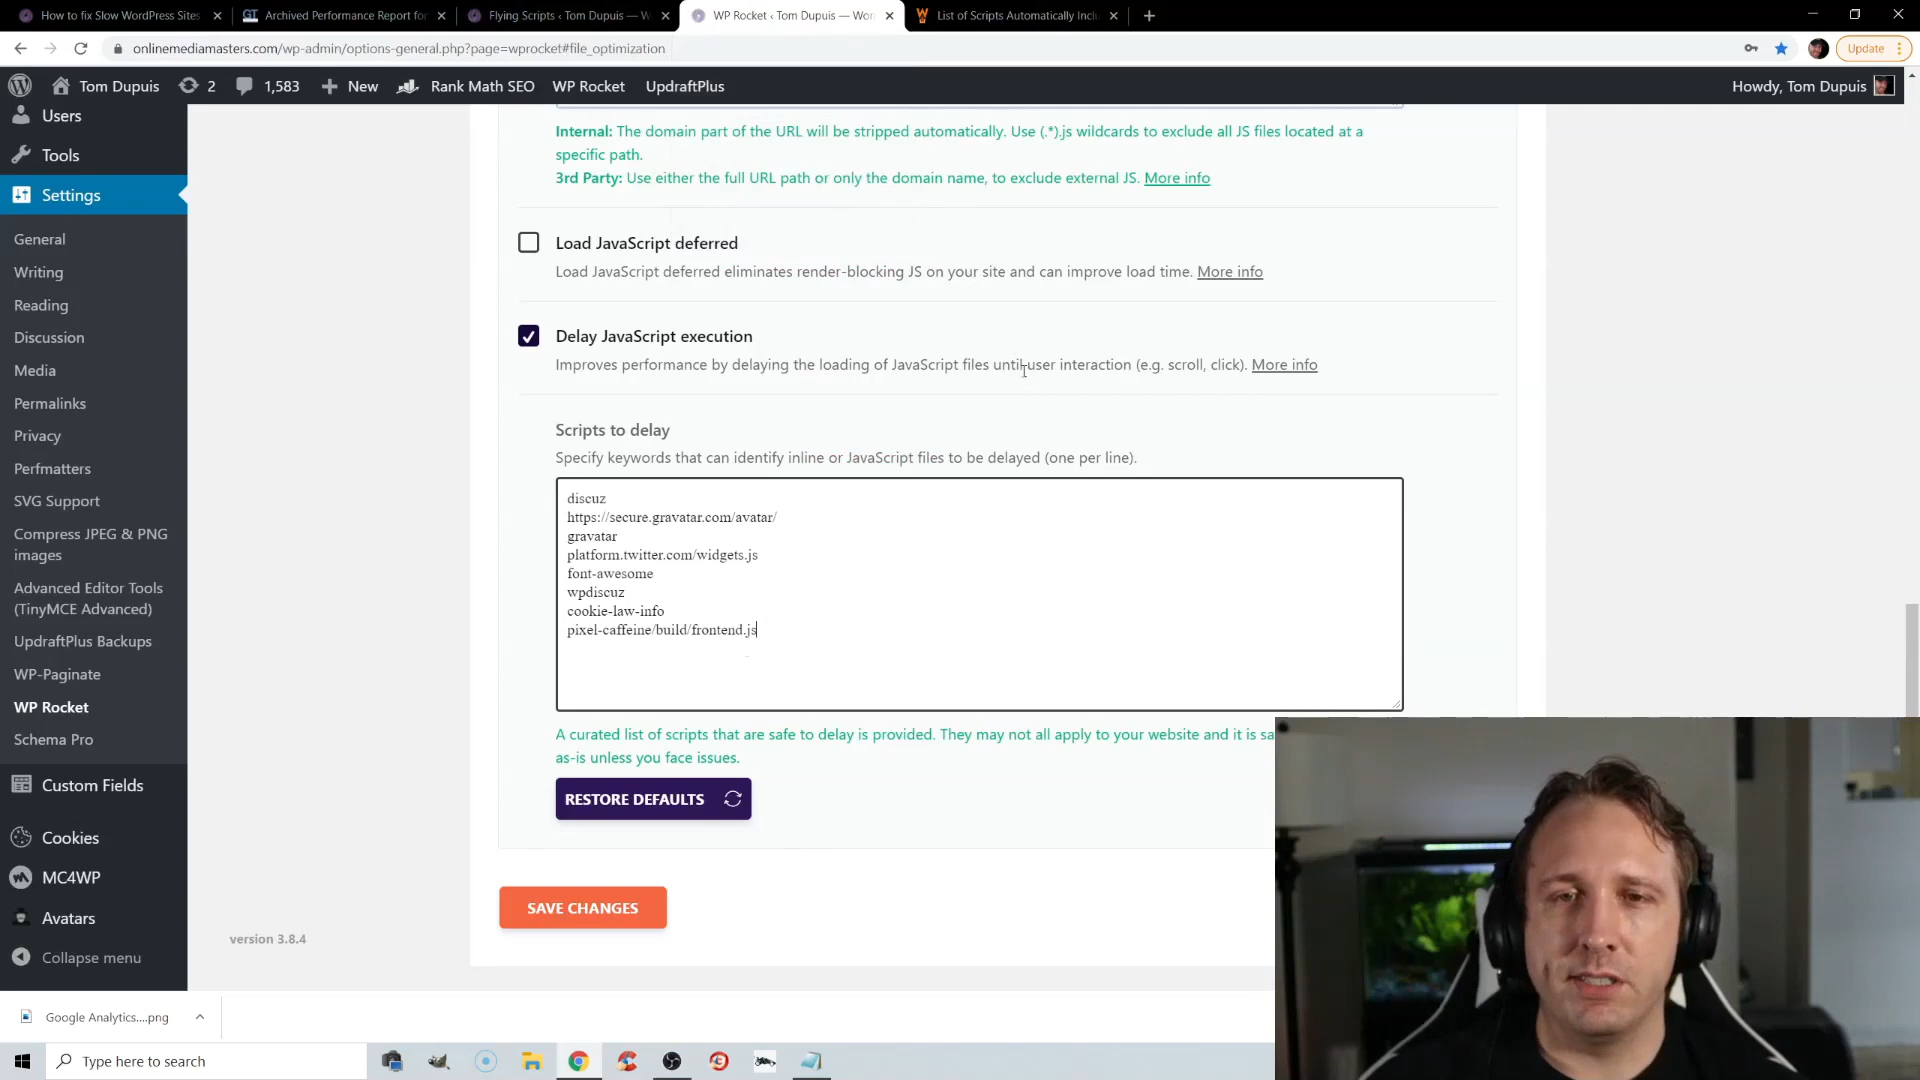 How to fix Slow WordPress Sites
GT Archived Performance Report for
Flying Scripts ‹ Tom Dupuis — W
WP Rocket ‹ Tom Dupuis — Wor
List of Scripts Automatically Inclu
onlinemediamasters.com/wp-admin/options-general.php?page=wprocket#file_optimization
Update
Tom Dupuis
2
1,583
New
Rank Math SEO
WP Rocket
UpdraftPlus
Howdy, Tom Dupuis
Users
Tools
Settings
General
Writing
Reading
Discussion
Media
Permalinks
Privacy
Perfmatters
SVG Support
Compress JPEG & PNG
images
Advanced Editor Tools
(TinyMCE Advanced)
UpdraftPlus Backups
WP-Paginate
WP Rocket
Schema Pro
Custom Fields
Cookies
MC4WP
Avatars
Collapse menu
Internal: The domain part of the URL will be stripped automatically. Use (.*).js wildcards to exclude all JS files located at a
specific path.
3rd Party: Use either the full URL path or only the domain name, to exclude external JS. More info
Load JavaScript deferred
Load JavaScript deferred eliminates render-blocking JS on your site and can improve load time. More info
Delay JavaScript execution
Improves performance by delaying the loading of JavaScript files until user interaction (e.g. scroll, click). More info
Scripts to delay
Specify keywords that can identify inline or JavaScript files to be delayed (one per line).
discuz
https://secure.gravatar.com/avatar/
gravatar
platform.twitter.com/widgets.js
font-awesome
wpdiscuz
cookie-law-info
pixel-caffeine/build/frontend.js
A curated list of scripts that are safe to delay is provided. They may not all apply to your website and it is sa
as-is unless you face issues.
RESTORE DEFAULTS
SAVE CHANGES
version 3.8.4
Google Analytics....png
Type here to search